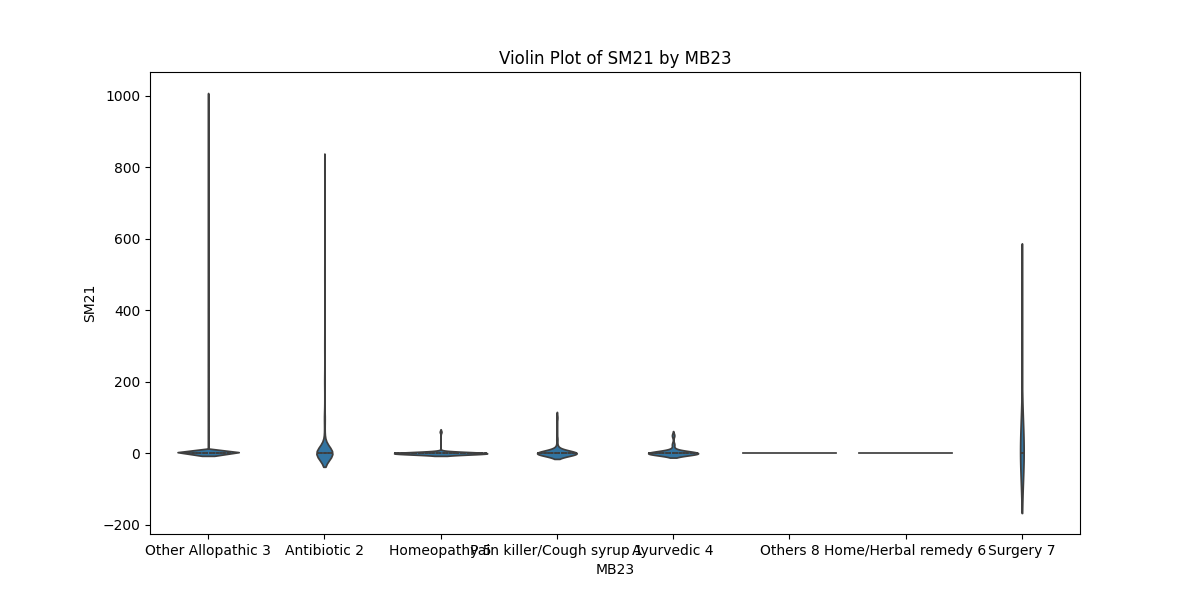 Violin Plot of SM21 by MB23
1000
800
600
400
200
0
−200
SM21
Other Allopathic 3
Antibiotic 2
Homeopathy 5
Pain killer/Cough syrup 1
Ayurvedic 4
Others 8
Home/Herbal remedy 6
Surgery 7
MB23